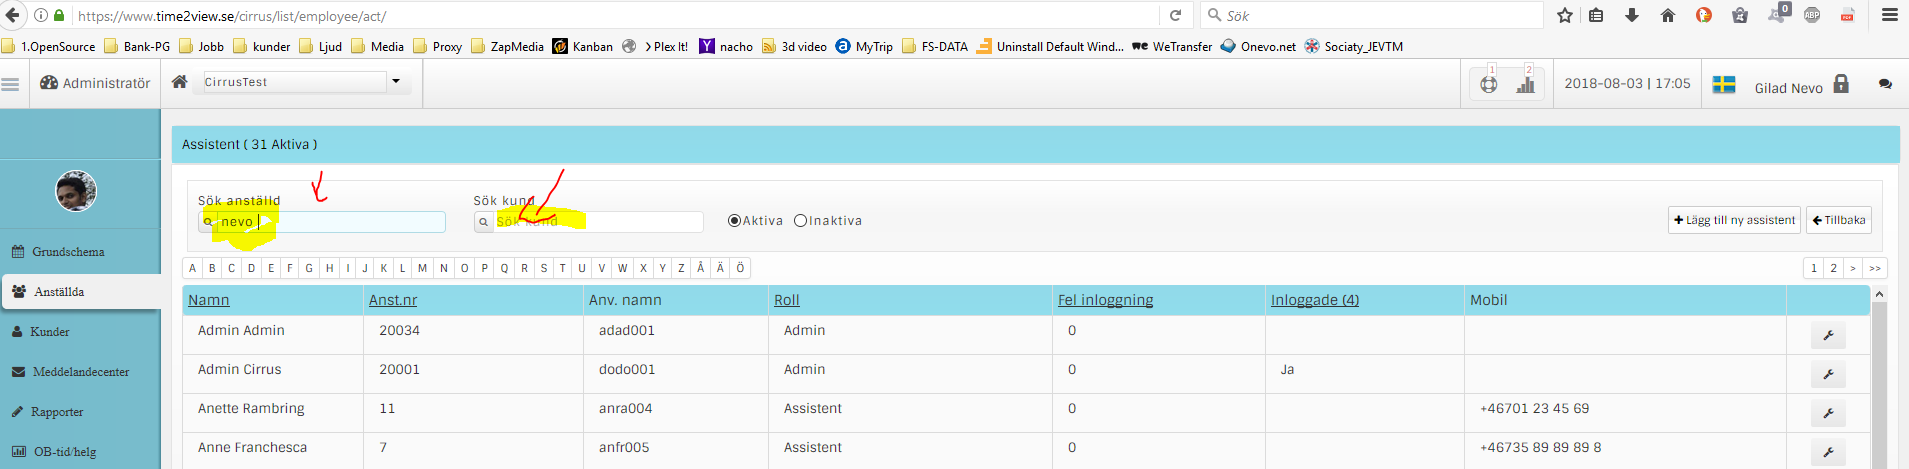 https://www.time2view.se/cirrus/list/employee/act/
Sök
0
ABP
PDF
1.OpenSource Bank-PG Jobb kunder Ljud Media Proxy ZapMedia Kanban Plex It! nacho 3d video MyTrip FS-DATA Uninstall Default Wind... WeTransfer Onevo.net Sociaty_JEVTM
Administratör
CirrusTest
1 2
2018-08-03 | 17:05
Gilad Nevo
Assistent ( 31 Aktiva )
Sök anställd Sök kund
nevo Sök kund Aktiva Inaktiva + Lägg till ny assistent Tillbaka
A B C D E F G H I J K L M N O P Q R S T U V W X Y Z Å Ä Ö 1 2 > >>
Grundschema
Anställda
Kunder
Meddelandecenter
Rapporter
OB-tid/helg
Namn Anst.nr Anv. namn Roll Fel inloggning Inloggade (4) Mobil
Admin Admin 20034 adad001 Admin 0
Admin Cirrus 20001 dodo001 Admin 0 Ja
Anette Rambring 11 anra004 Assistent 0 +46701 23 45 69
Anne Franchesca 7 anfr005 Assistent 0 +46735 89 89 89 8